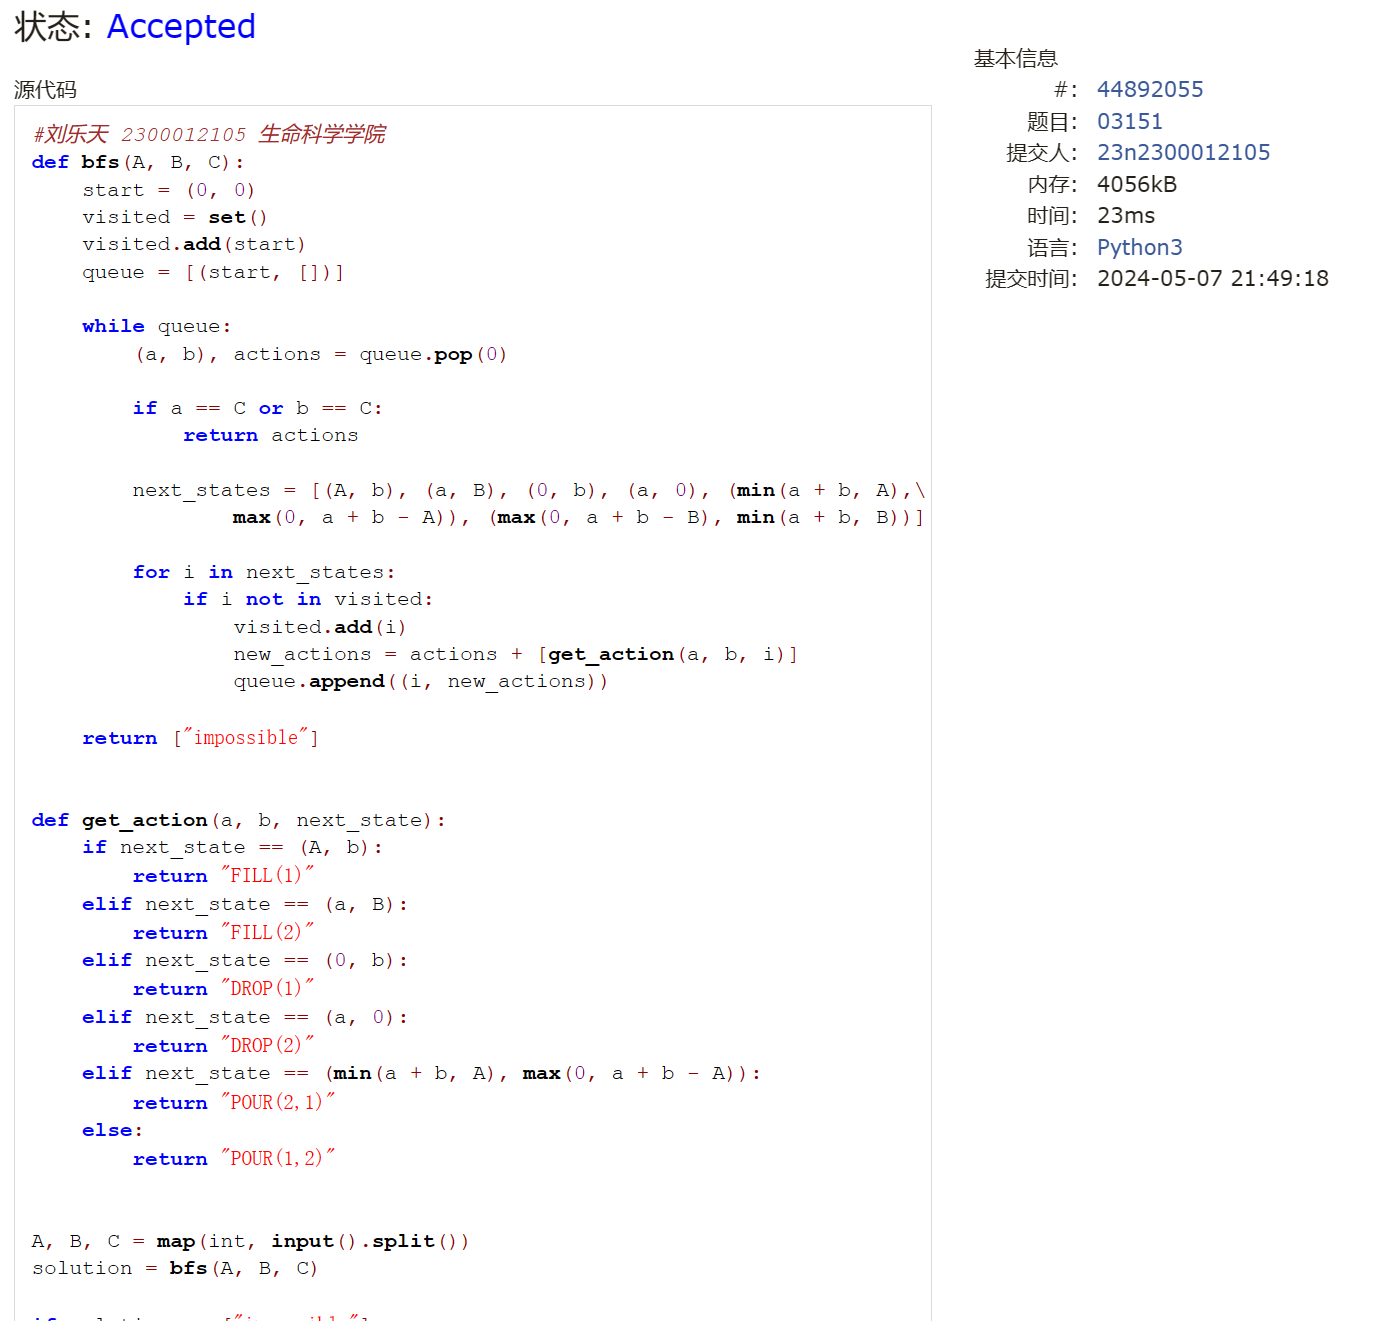 状态: Accepted
源代码
#刘乐天 2300012105 生命科学学院
def bfs(A, B, C):
    start = (0, 0)
    visited = set()
    visited.add(start)
    queue = [(start, [])]
    while queue:
        (a, b), actions = queue.pop(0)
        if a == C or b == C:
            return actions
        next_states = [(A, b), (a, B), (0, b), (a, 0), (min(a + b, A),\
                max(0, a + b - A)), (max(0, a + b - B), min(a + b, B))]
        for i in next_states:
            if i not in visited:
                visited.add(i)
                new_actions = actions + [get_action(a, b, i)]
                queue.append((i, new_actions))
    return ["impossible"]
def get_action(a, b, next_state):
    if next_state == (A, b):
        return "FILL(1)"
    elif next_state == (a, B):
        return "FILL(2)"
    elif next_state == (0, b):
        return "DROP(1)"
    elif next_state == (a, 0):
        return "DROP(2)"
    elif next_state == (min(a + b, A), max(0, a + b - A)):
        return "POUR(2,1)"
    else:
        return "POUR(1,2)"
A, B, C = map(int, input().split())
solution = bfs(A, B, C)
基本信息
#: 44892055
题目: 03151
提交人: 23n2300012105
内存: 4056kB
时间: 23ms
语言: Python3
提交时间: 2024-05-07 21:49:18